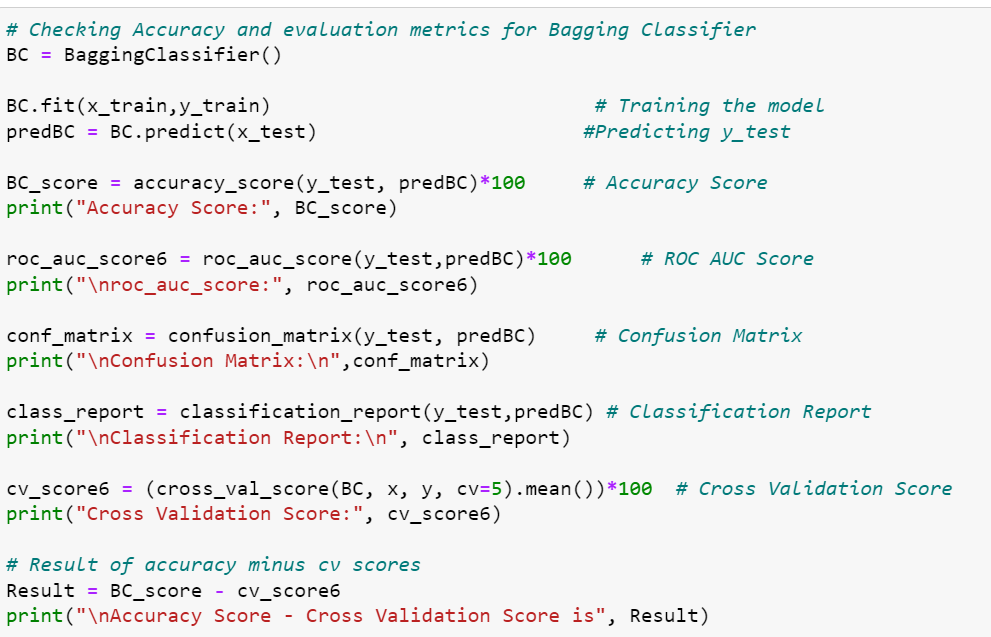 # Checking Accuracy and evaluation metrics for Bagging Classifier
BC = BaggingClassifier()
BC.fit(x_train,y_train) # Training the model
predBC = BC.predict(x_test) #Predicting y_test
BC_score = accuracy_score(y_test, predBC)*100 # Accuracy Score
print("Accuracy Score:", BC_score)
roc_auc_score6 = roc_auc_score(y_test,predBC)*100 # ROC AUC Score
print("\nroc_auc_score:", roc_auc_score6)
conf_matrix = confusion_matrix(y_test, predBC) # Confusion Matrix
print("\nConfusion Matrix:\n",conf_matrix)
class_report = classification_report(y_test,predBC) # Classification Report
print("\nClassification Report:\n", class_report)
cv_score6 = (cross_val_score(BC, x, y, cv=5).mean())*100 # Cross Validation Score
print("Cross Validation Score:", cv_score6)
# Result of accuracy minus cv scores
Result = BC_score - cv_score6
print("\nAccuracy Score - Cross Validation Score is", Result)